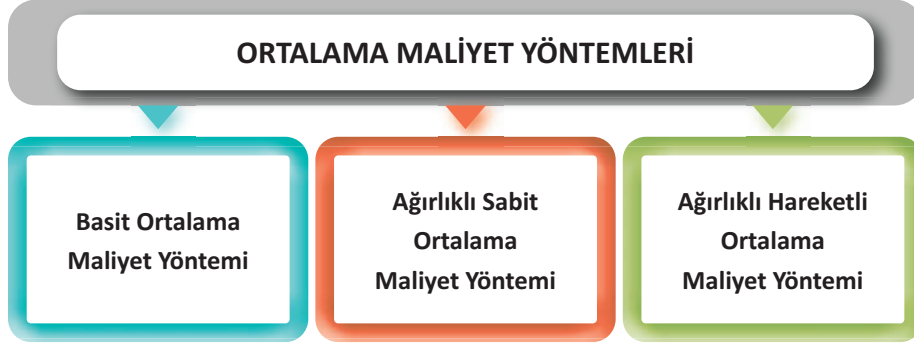 ORTALAMA MALİYET YÖNTEMLERİ
Basit Ortalama
Maliyet Yöntemi
Ağırlıklı Sabit
Ortalama
Maliyet Yöntemi
Ağırlıklı Hareketli
Ortalama
Maliyet Yöntemi